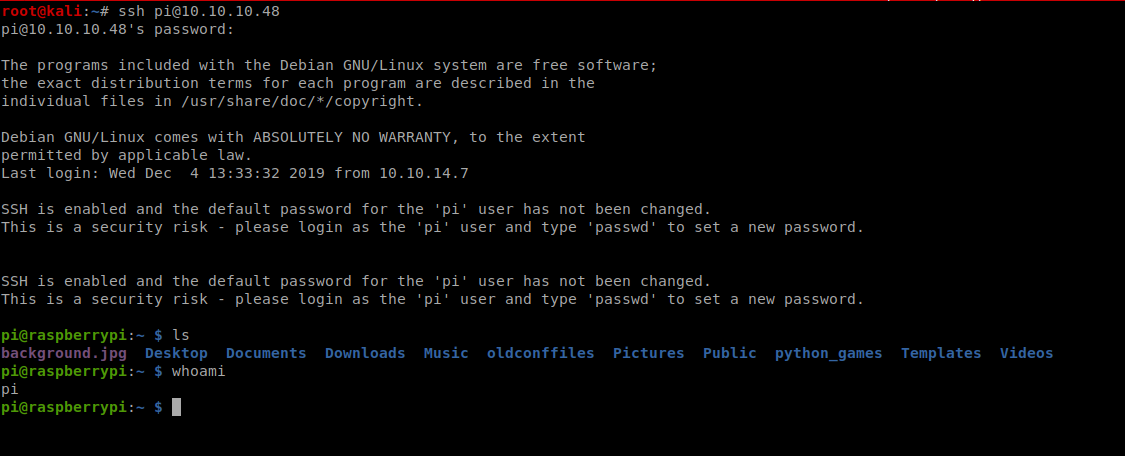 root@kali:~# ssh pi@10.10.10.48
pi@10.10.10.48's password:
The programs included with the Debian GNU/Linux system are free software;
the exact distribution terms for each program are described in the
individual files in /usr/share/doc/*/copyright.
Debian GNU/Linux comes with ABSOLUTELY NO WARRANTY, to the extent
permitted by applicable law.
Last login: Wed Dec  4 13:33:32 2019 from 10.10.14.7
SSH is enabled and the default password for the 'pi' user has not been changed.
This is a security risk - please login as the 'pi' user and type 'passwd' to set a new password.
SSH is enabled and the default password for the 'pi' user has not been changed.
This is a security risk - please login as the 'pi' user and type 'passwd' to set a new password.
pi@raspberrypi:~ $ ls
background.jpg  Desktop  Documents  Downloads  Music  oldconffiles  Pictures  Public  python_games  Templates  Videos
pi@raspberrypi:~ $ whoami
pi
pi@raspberrypi:~ $